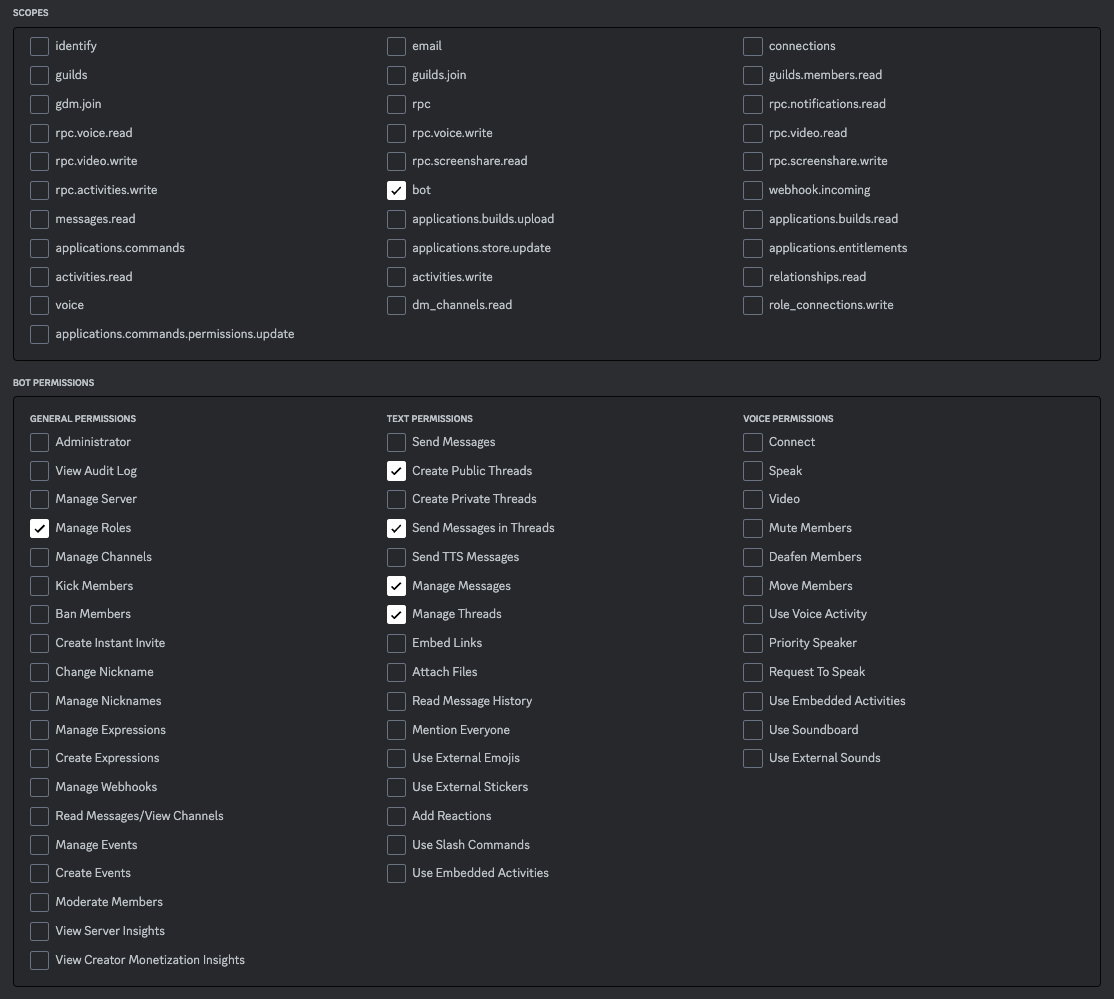 SCOPES
identify email connections
guilds guilds.join guilds.members.read
gdm.join rpc rpc.notifications.read
rpc.voice.read rpc.voice.write rpc.video.read
rpc.video.write rpc.screenshare.read rpc.screenshare.write
rpc.activities.write bot webhook.incoming
messages.read applications.builds.upload applications.builds.read
applications.commands applications.store.update applications.entitlements
activities.read activities.write relationships.read
voice dm_channels.read role_connections.write
applications.commands.permissions.update
BOT PERMISSIONS
GENERAL PERMISSIONS
Administrator
View Audit Log
Manage Server
Manage Roles
Manage Channels
Kick Members
Ban Members
Create Instant Invite
Change Nickname
Manage Nicknames
Manage Expressions
Create Expressions
Manage Webhooks
Read Messages/View Channels
Manage Events
Create Events
Moderate Members
View Server Insights
View Creator Monetization Insights
TEXT PERMISSIONS
Send Messages
Create Public Threads
Create Private Threads
Send Messages in Threads
Send TTS Messages
Manage Messages
Manage Threads
Embed Links
Attach Files
Read Message History
Mention Everyone
Use External Emojis
Use External Stickers
Add Reactions
Use Slash Commands
Use Embedded Activities
VOICE PERMISSIONS
Connect
Speak
Video
Mute Members
Deafen Members
Move Members
Use Voice Activity
Priority Speaker
Request To Speak
Use Embedded Activities
Use Soundboard
Use External Sounds